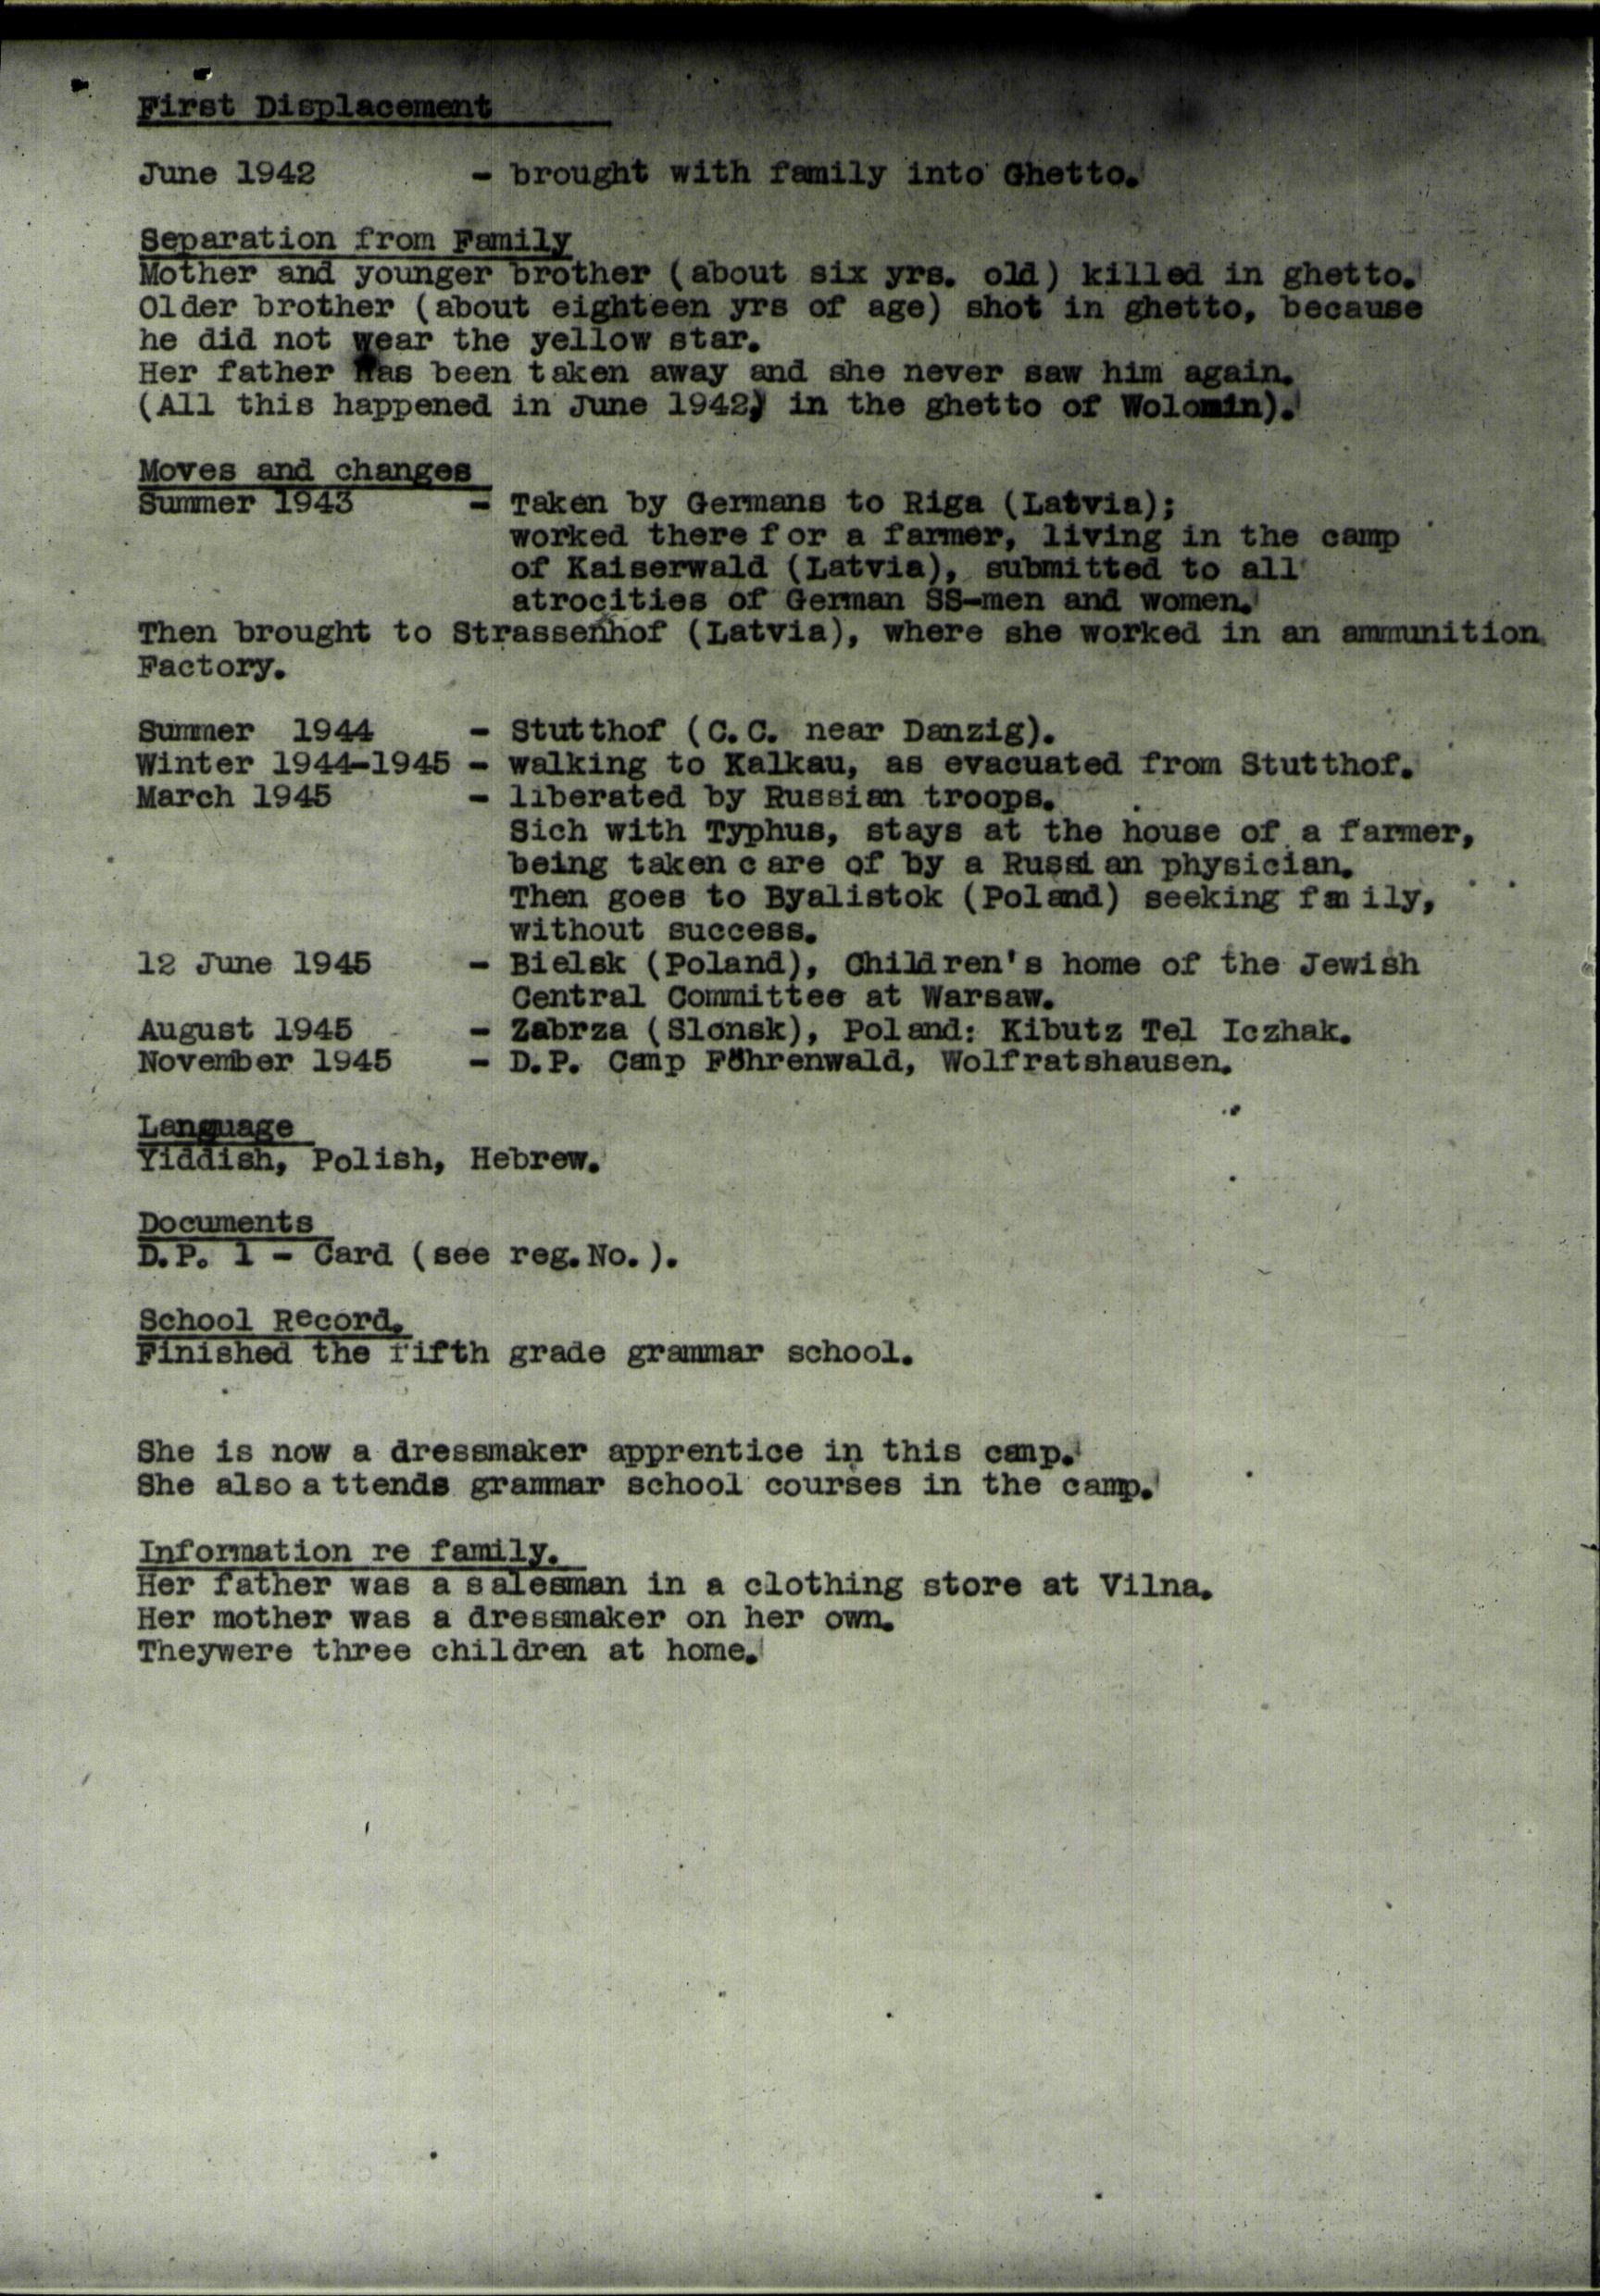 First Displacement
June 1942 - brought with family into Ghetto.
Separation from Family
Mother and younger brother (about six yrs. old) killed in ghetto.
Older brother (about eighteen yrs of age) shot in ghetto, because
he did not wear the yellow star.
Her father has been taken away and she never saw him again.
(All this happened in June 1942) in the ghetto of Wolomin).
Moves and changes
Summer 1943 - Taken by Germans to Riga (Latvia);
worked there for a farmer, living in the camp
of Kaiserwald (Latvia), submitted to all
atrocities of German SS-men and women.
Then brought to Strassenhof (Latvia), where she worked in an ammunition
Factory.
Summer 1944 - Stutthof (C.C. near Danzig).
Winter 1944-1945 - walking to Kalkau, as evacuated from Stutthof.
March 1945 - liberated by Russian troops.
Sich with Typhus, stays at the house of a farmer,
being taken care of by a Russian physician.
Then goes to Byalistok (Poland) seeking family,
without success.
12 June 1945 - Bielsk (Poland), Children's home of the Jewish
Central Committee at Warsaw.
August 1945 - Zabrza (Slonsk), Poland: Kibutz Tel Iczhak.
November 1945 - D.P. Camp Föhrenwald, Wolfratshausen.
Language
Yiddish, Polish, Hebrew.
Documents
D.P. 1 - Card (see reg.No.).
School Record.
Finished the fifth grade grammar school.
She is now a dressmaker apprentice in this camp.
She also attends grammar school courses in the camp.
Information re family.
Her father was a salesman in a clothing store at Vilna.
Her mother was a dressmaker on her own.
Theywere three children at home.